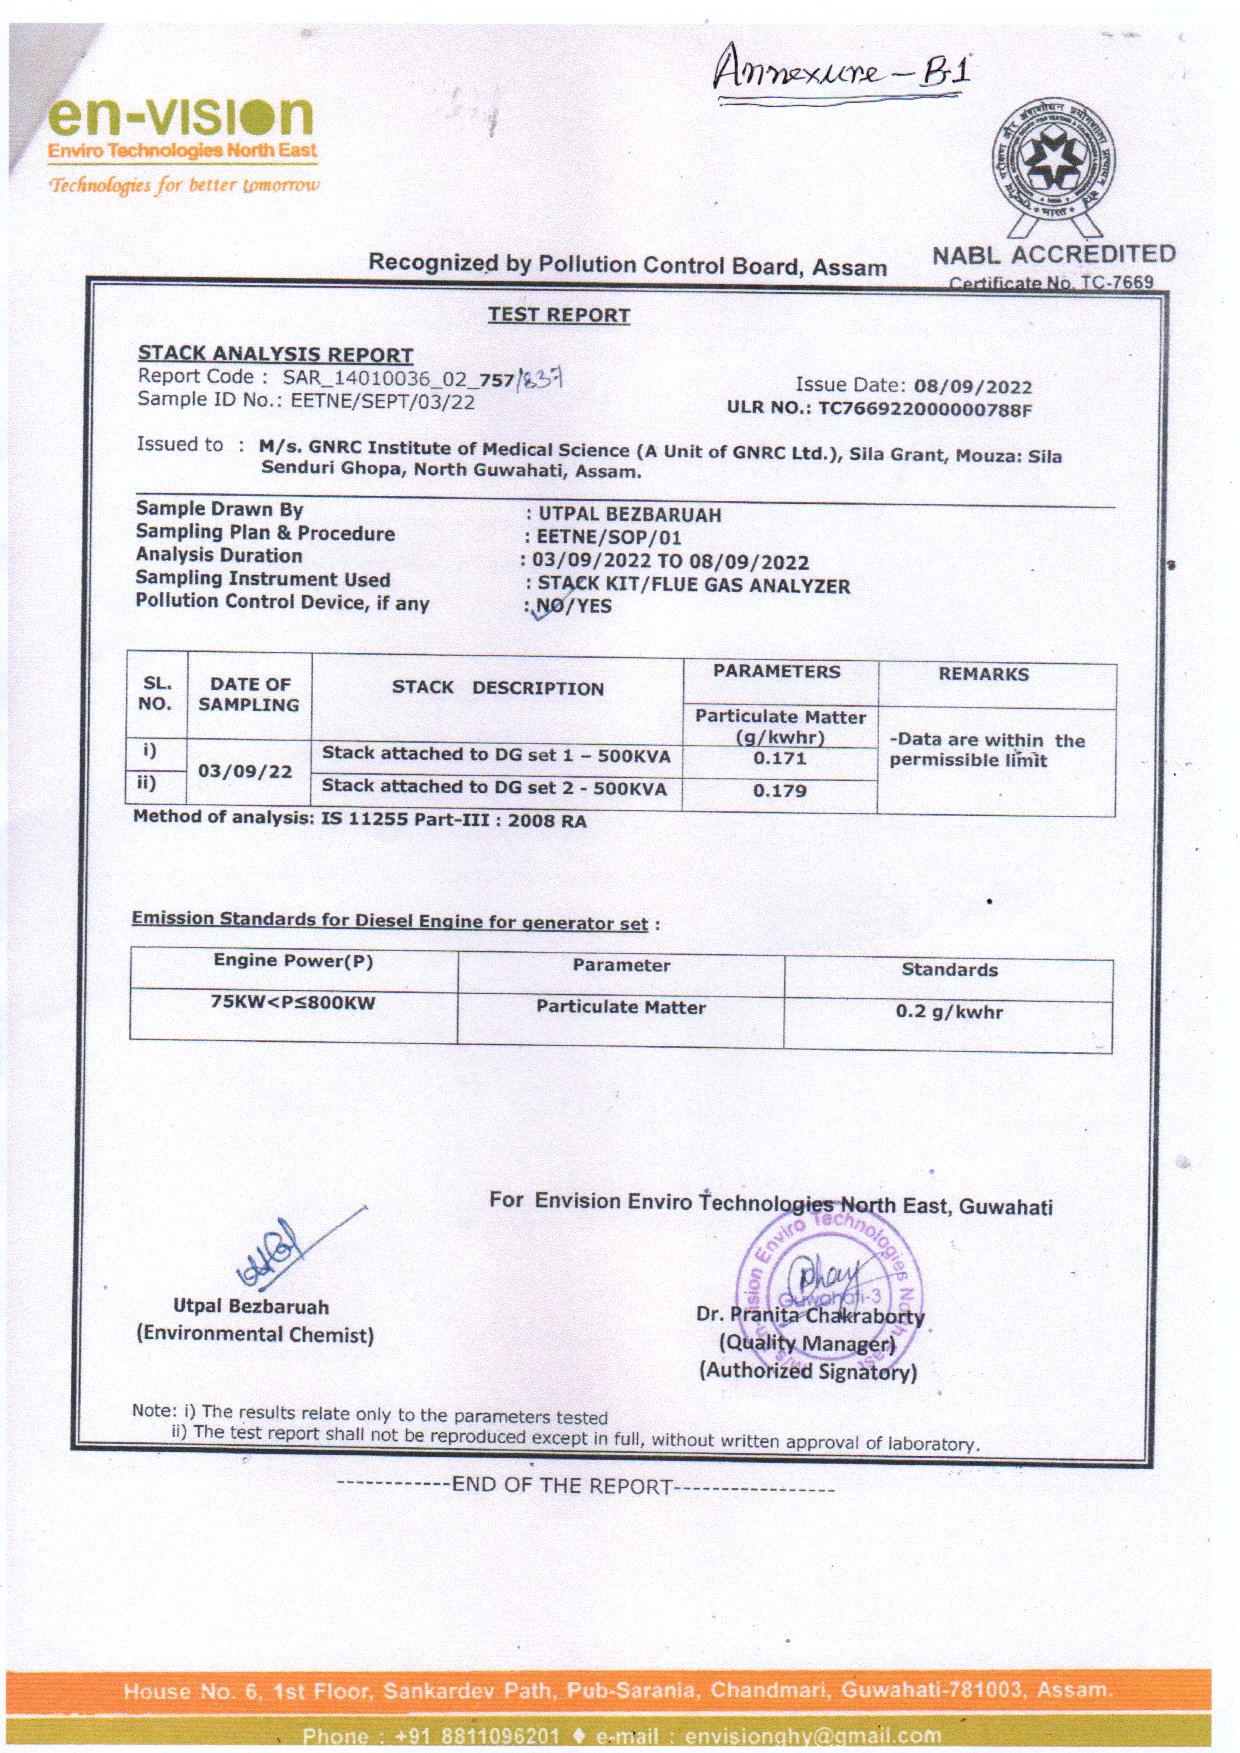 Annexure - B-1
en-VISION
Enviro Technologies North East
Technologies for better tomorrow
NABL ACCREDITED
Certificate No. TC-7669
Recognized by Pollution Control Board, Assam
TEST REPORT
STACK ANALYSIS REPORT
Report Code : SAR_14010036_02_757/837
Issue Date: 08/09/2022
Sample ID No.: EETNE/SEPT/03/22
ULR NO.: TC766922000000788F
Issued to : M/s. GNRC Institute of Medical Science (A Unit of GNRC Ltd.), Sila Grant, Mouza: Sila
Senduri Ghopa, North Guwahati, Assam.
Sample Drawn By : UTPAL BEZBARUAH
Sampling Plan & Procedure : EETNE/SOP/01
Analysis Duration : 03/09/2022 TO 08/09/2022
Sampling Instrument Used : STACK KIT/FLUE GAS ANALYZER
Pollution Control Device, if any : NO/YES
SL. NO. DATE OF SAMPLING STACK DESCRIPTION PARAMETERS REMARKS
Particulate Matter (g/kwhr)
i) 03/09/22 Stack attached to DG set 1 – 500KVA 0.171 -Data are within the permissible limit
ii) Stack attached to DG set 2 - 500KVA 0.179
Method of analysis: IS 11255 Part-III : 2008 RA
Emission Standards for Diesel Engine for generator set :
Engine Power(P) Parameter Standards
75KW<P≤800KW Particulate Matter 0.2 g/kwhr
For Envision Enviro Technologies North East, Guwahati
Guwahati-3
Utpal Bezbaruah
(Environmental Chemist)
Dr. Pranita Chakraborty
(Quality Manager)
(Authorized Signatory)
Note: i) The results relate only to the parameters tested
ii) The test report shall not be reproduced except in full, without written approval of laboratory.
------------END OF THE REPORT-----------------
House No. 6, 1st Floor, Sankardev Path, Pub-Sarania, Chandmari, Guwahati-781003, Assam.
Phone : +91 8811096201 ♦ e-mail : envisionghy@gmail.com